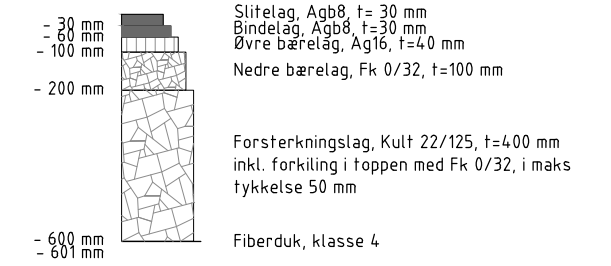 Slitelag, Agb8, t= 30 mm
- 30 mm
Bindelag, Agb8, t=30 mm
- 60 mm
Øvre bærelag, Ag16, t=40 mm
- 100 mm
Nedre bærelag, Fk 0/32, t=100 mm
- 200 mm
Forsterkningslag, Kult 22/125, t=400 mm
inkl. forkiling i toppen med Fk 0/32, i maks
tykkelse 50 mm
- 600 mm
Fiberduk, klasse 4
- 601 mm